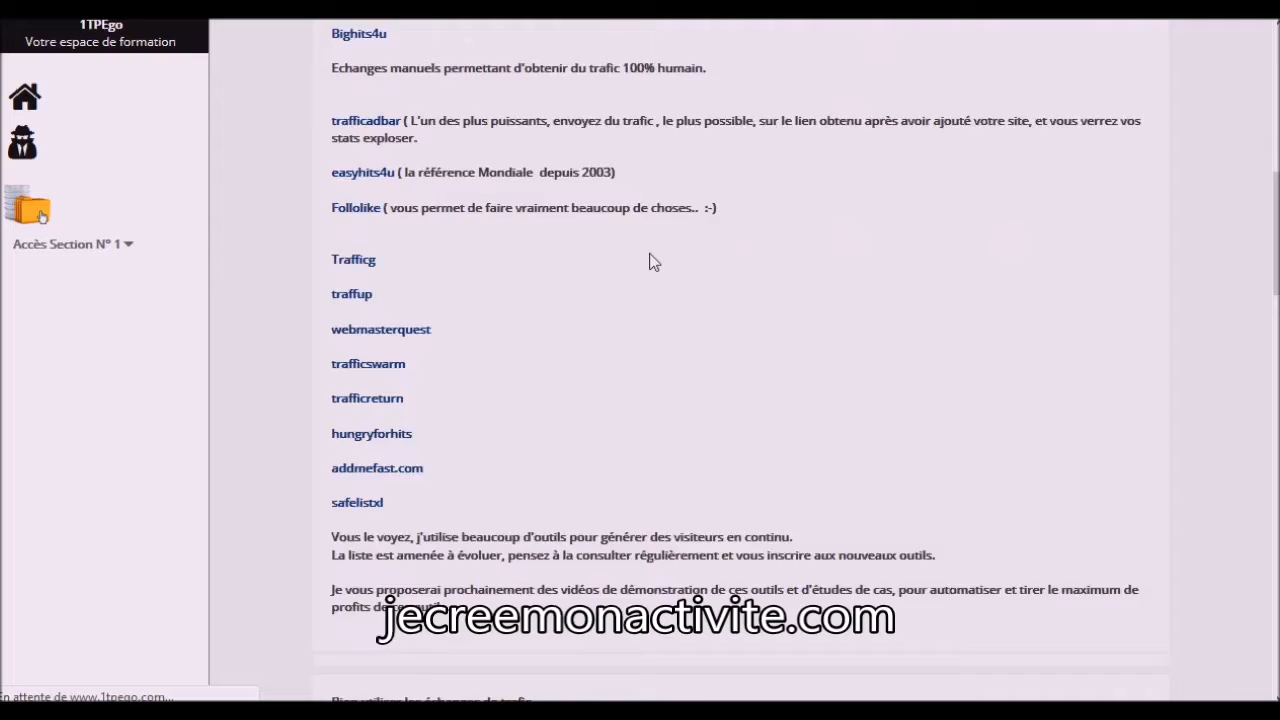 1TPEgo
Votre espace de formation
Accès Section N° 1
Bighits4u
Echanges manuels permettant d'obtenir du trafic 100% humain.
trafficadbar ( L'un des plus puissants, envoyez du trafic , le plus possible, sur le lien obtenu après avoir ajouté votre site, et vous verrez vos
stats exploser.
easyhits4u ( la référence Mondiale depuis 2003)
Follolike ( vous permet de faire vraiment beaucoup de choses.. :-)
Trafficg
traffup
webmasterquest
trafficswarm
trafficreturn
hungryforhits
addmefast.com
safelistxl
Vous le voyez, j'utilise beaucoup d'outils pour générer des visiteurs en continu.
La liste est amenée à évoluer, pensez à la consulter régulièrement et vous inscrire aux nouveaux outils.
Je vous proposerai prochainement des vidéos de démonstration de ces outils et d'études de cas, pour automatiser et tirer le maximum de
profits de
jecreemonactivite.com
En attente de www.1tpego.com...